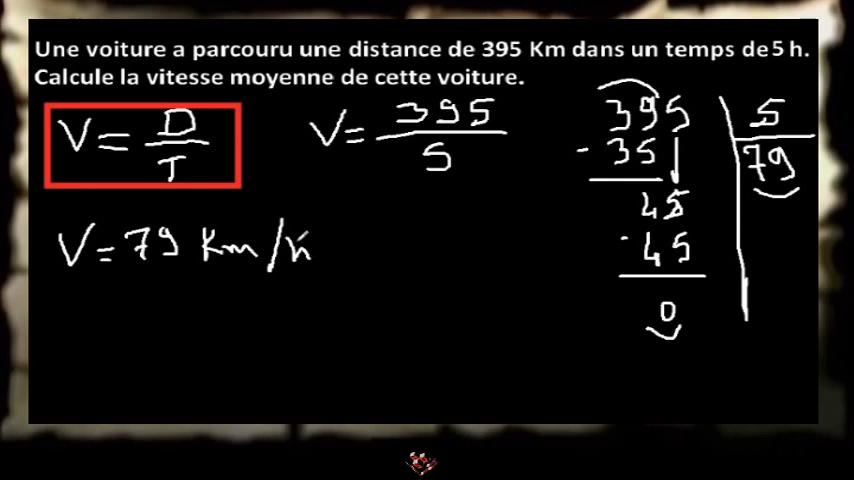 Une voiture a parcouru une distance de 395 Km dans un temps de 5 h.
Calcule la vitesse moyenne de cette voiture.
V = D/T
V = 395/5
V = 79 Km/h
395 | 5
- 35 | 79
45
- 45
0